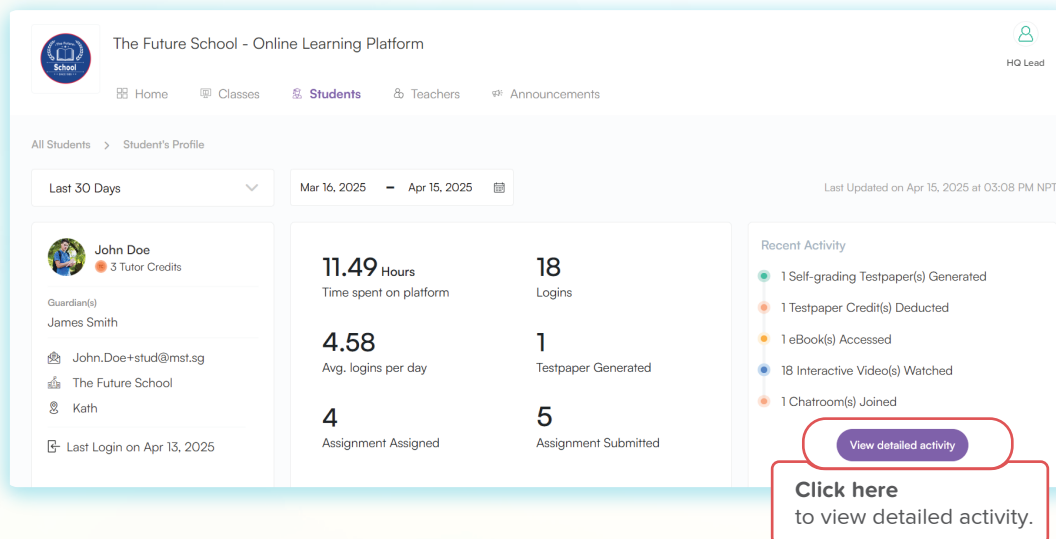 The Future School - Online Learning Platform
School
HQ Lead
Home
Classes
Students
Teachers
Announcements
All Students > Student's Profile
Last 30 Days
Mar 16, 2025 – Apr 15, 2025
Last Updated on Apr 15, 2025 at 03:08 PM NPT
John Doe
3 Tutor Credits
Guardian(s)
James Smith
John.Doe+stud@mst.sg
The Future School
Kath
Last Login on Apr 13, 2025
11.49 Hours
Time spent on platform
18
Logins
4.58
Avg. logins per day
1
Testpaper Generated
4
Assignment Assigned
5
Assignment Submitted
Recent Activity
1 Self-grading Testpaper(s) Generated
1 Testpaper Credit(s) Deducted
1 eBook(s) Accessed
18 Interactive Video(s) Watched
1 Chatroom(s) Joined
View detailed activity
Click here
to view detailed activity.